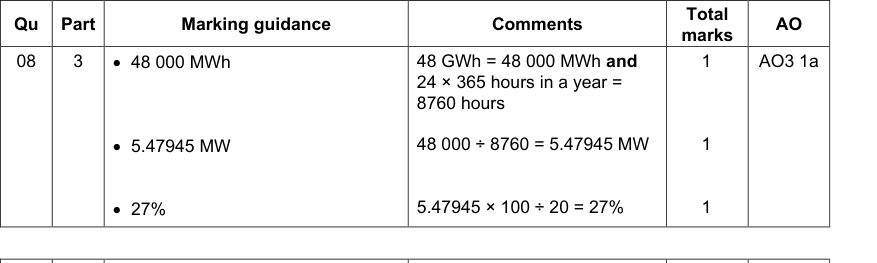 Qu Part Marking guidance Comments Total marks AO
08 3 • 48 000 MWh 48 GWh = 48 000 MWh and 1 AO3 1a
24 × 365 hours in a year =
8760 hours
• 5.47945 MW 48 000 ÷ 8760 = 5.47945 MW 1
• 27% 5.47945 × 100 ÷ 20 = 27% 1